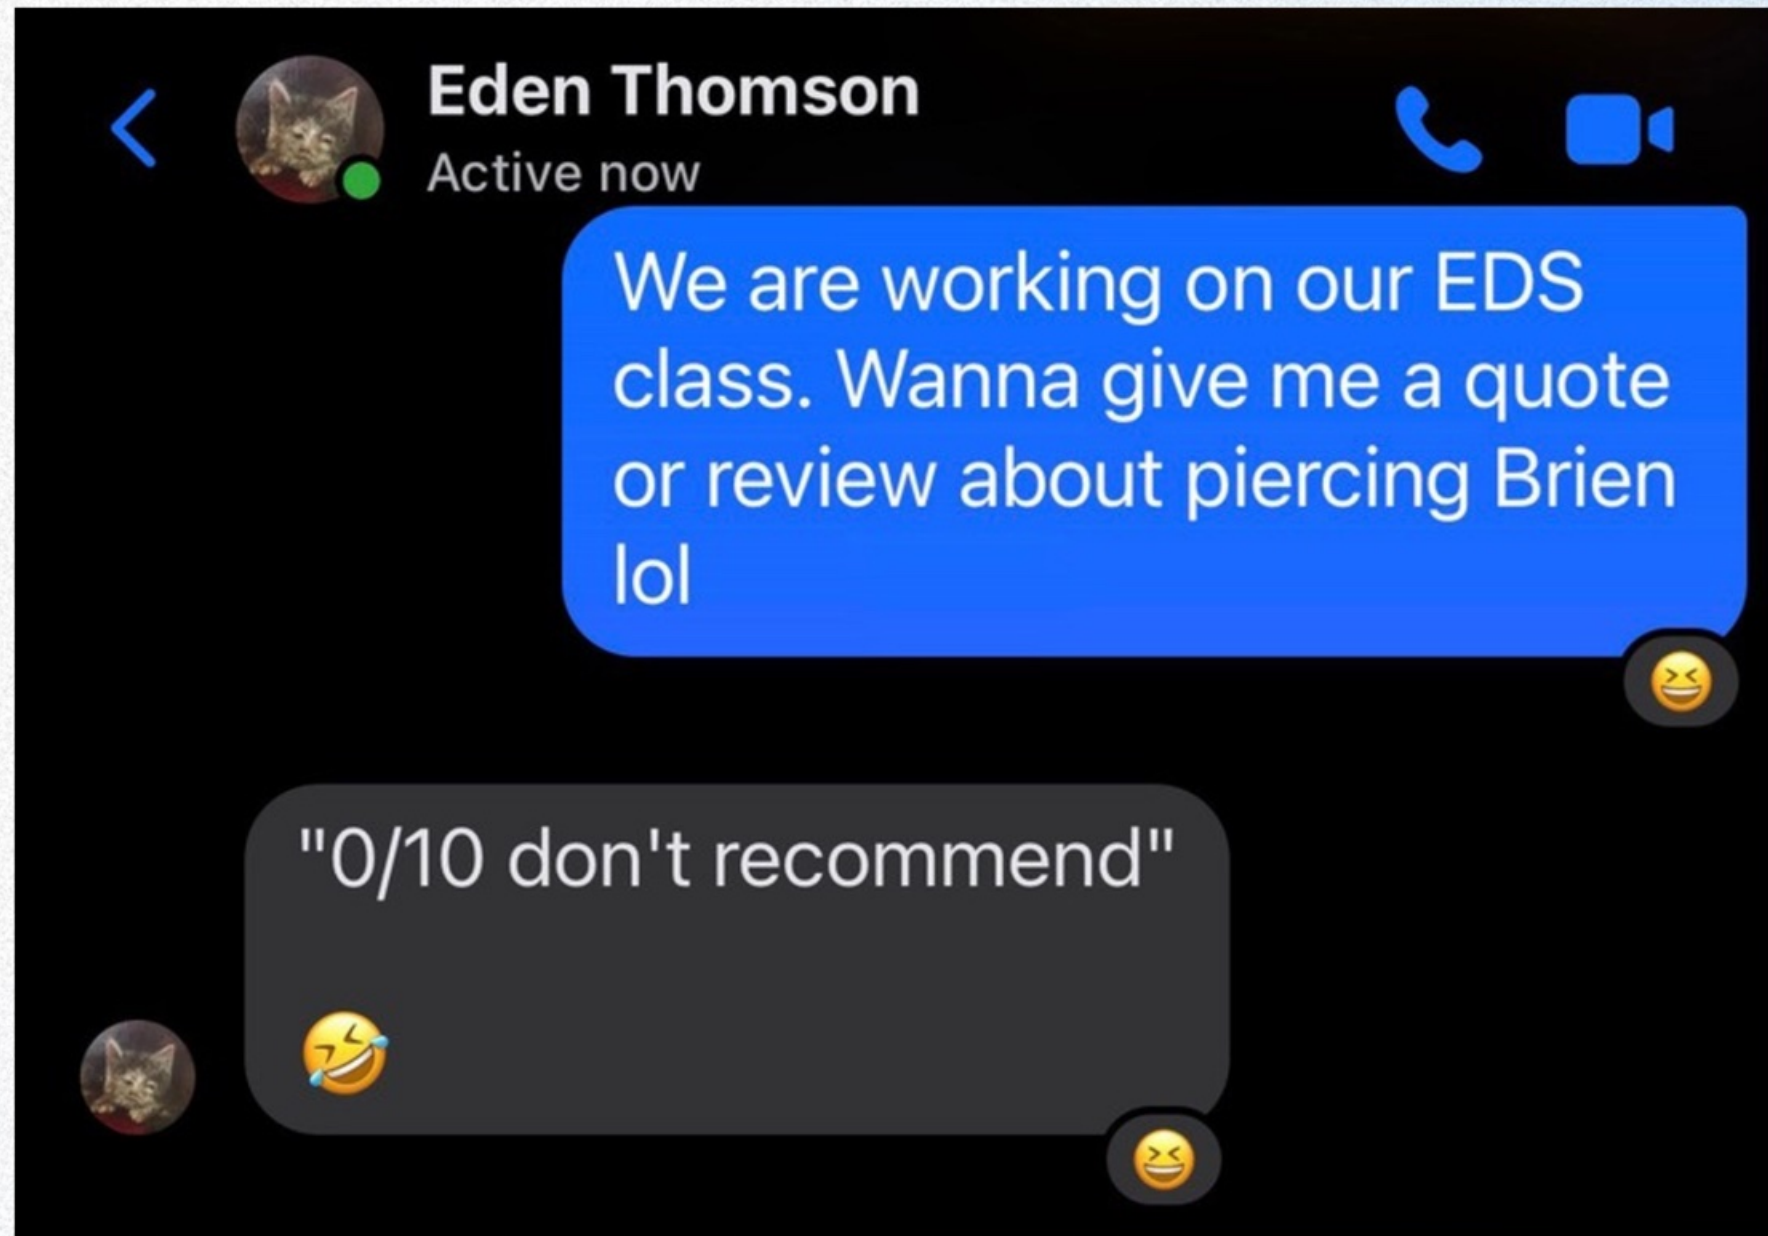 Eden Thomson
Active now
We are working on our EDS
class. Wanna give me a quote
or review about piercing Brien
lol
😆
"0/10 don't recommend"
🤣
😆